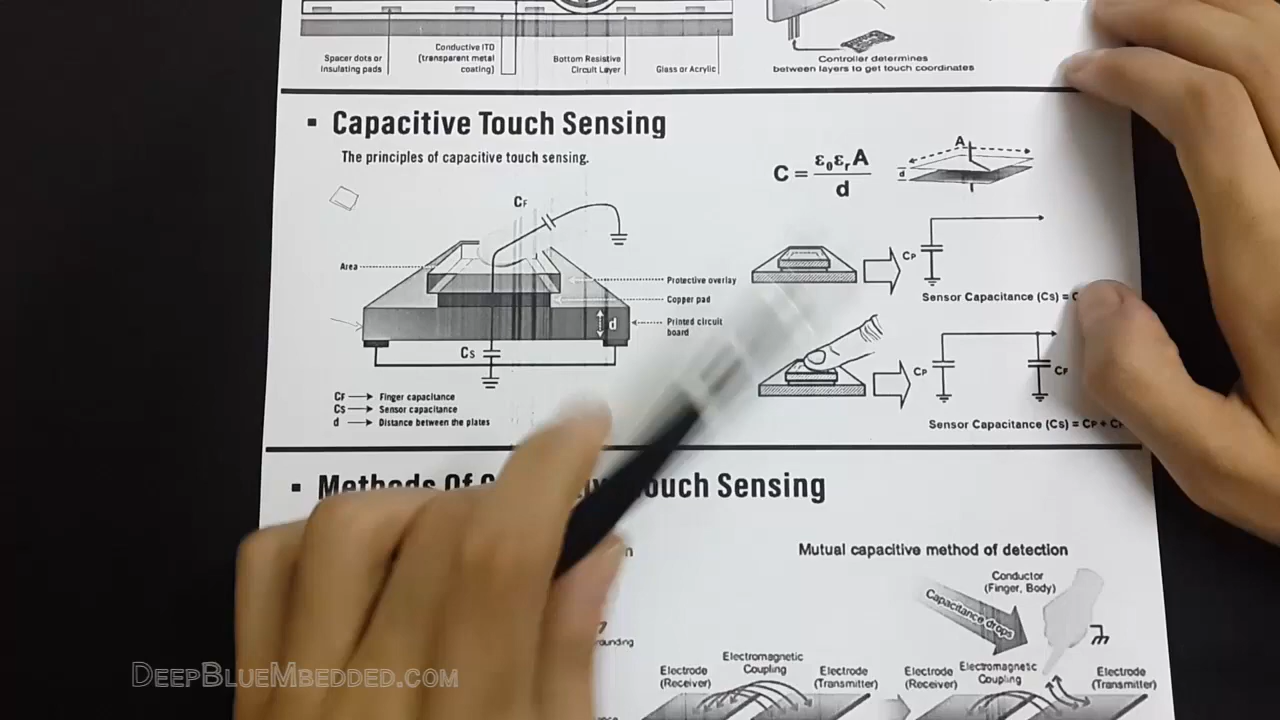 Spacer dots or
Insulating pads
Conductive ITO
(transparent metal
coating)
Bottom Resistive
Circuit Layer
Glass or Acrylic
Controller determines
between layers to get touch coordinates
▪ Capacitive Touch Sensing
The principles of capacitive touch sensing.
C = ε0εrA
d
A
d
CF
Area
Protective overlay
Copper pad
d
Printed circuit
board
CS
CF → Finger capacitance
Cs → Sensor capacitance
d → Distance between the plates
CP
Sensor Capacitance (Cs) =
CP
CF
Sensor Capacitance (Cs) = CP +
▪ Methods Of Touch Sensing
Mutual capacitive method of detection
Conductor
(Finger, Body)
Capacitance drops
Electrode
(Receiver)
Electromagnetic
Coupling
Electrode
(Transmitter)
Electrode
(Receiver)
Electromagnetic
Coupling
Electrode
(Transmitter)
DeepBlueMbedded.com